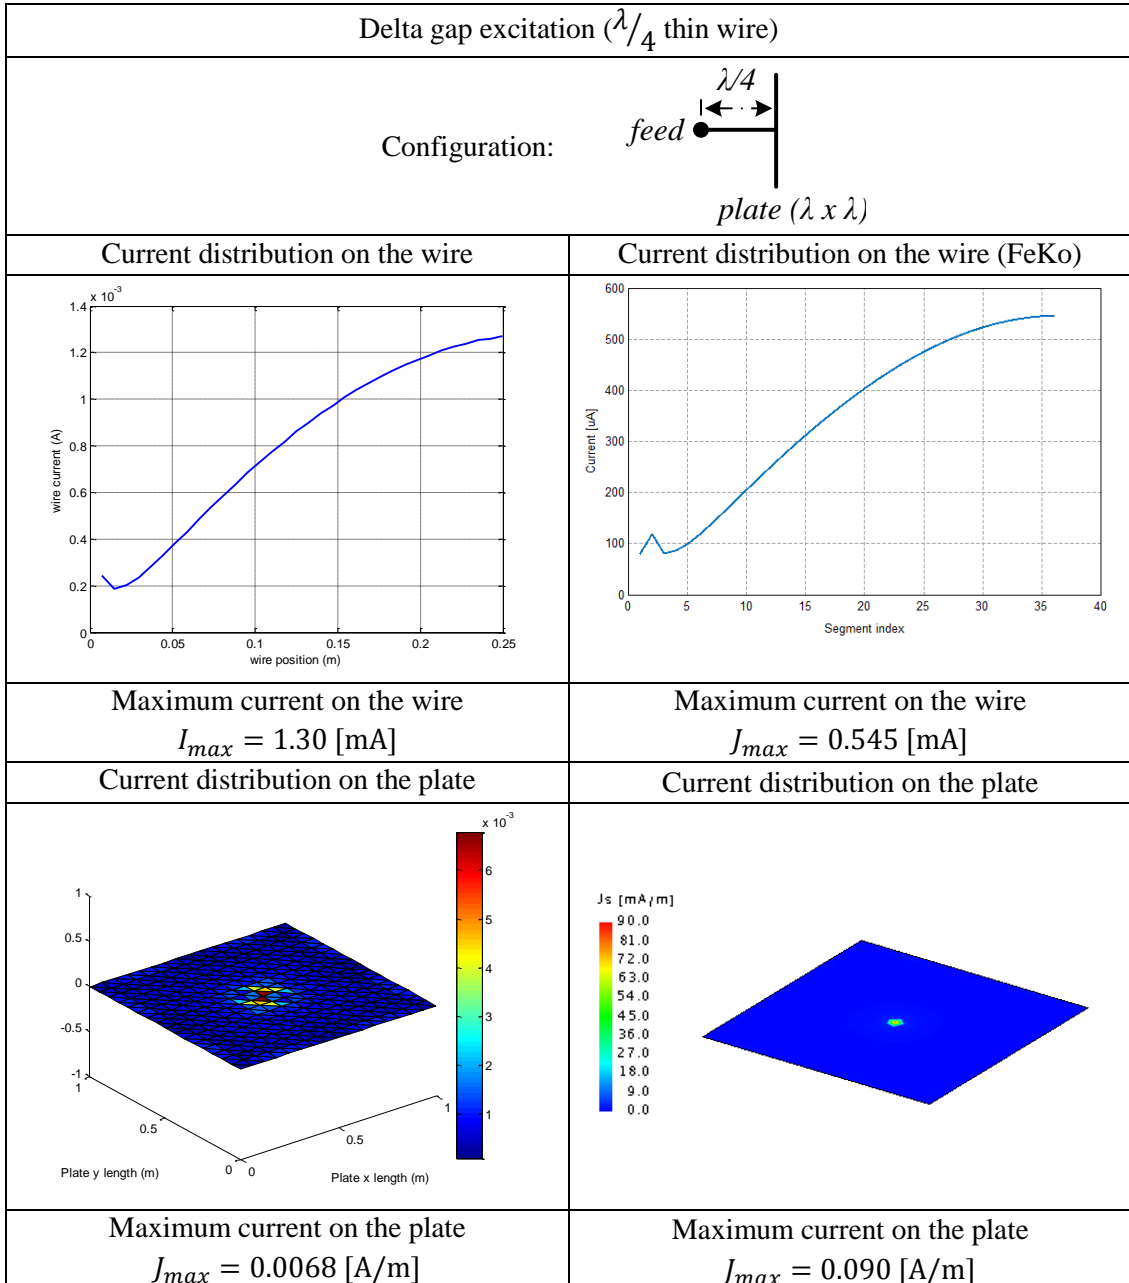 Delta gap excitation (λ/4 thin wire)
Configuration:
λ/4
feed
plate (λ x λ)
Current distribution on the wire
Current distribution on the wire (FeKo)
x 10-3
1.4
1.2
1
0.8
0.6
0.4
0.2
0
0
0.05
0.1
0.15
0.2
0.25
wire current (A)
wire position (m)
600
500
400
300
200
100
0
0
5
10
15
20
25
30
35
40
Current [uA]
Segment index
Maximum current on the wire
Imax = 1.30 [mA]
Maximum current on the wire
Jmax = 0.545 [mA]
Current distribution on the plate
Current distribution on the plate
x 10-3
6
5
4
3
2
1
1
0.5
0
-0.5
-1
1
0.5
0
0
0.5
1
Plate y length (m)
Plate x length (m)
Js [mA/m]
90.0
81.0
72.0
63.0
54.0
45.0
36.0
27.0
18.0
9.0
0.0
Maximum current on the plate
Jmax = 0.0068 [A/m]
Maximum current on the plate
Jmax = 0.090 [A/m]